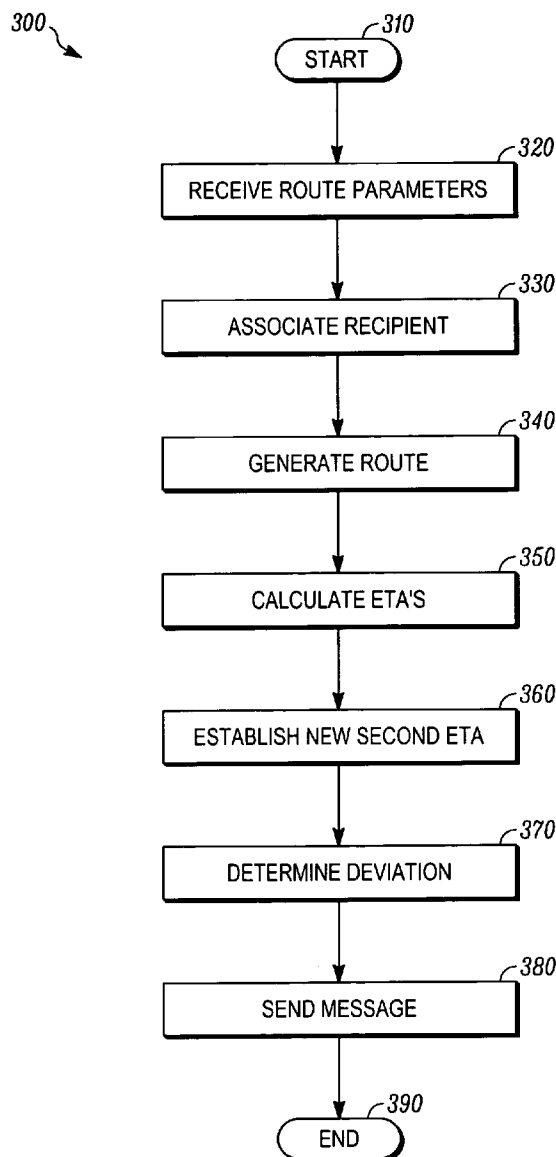 300
310
START
320
RECEIVE ROUTE PARAMETERS
330
ASSOCIATE RECIPIENT
340
GENERATE ROUTE
350
CALCULATE ETA'S
360
ESTABLISH NEW SECOND ETA
370
DETERMINE DEVIATION
380
SEND MESSAGE
390
END